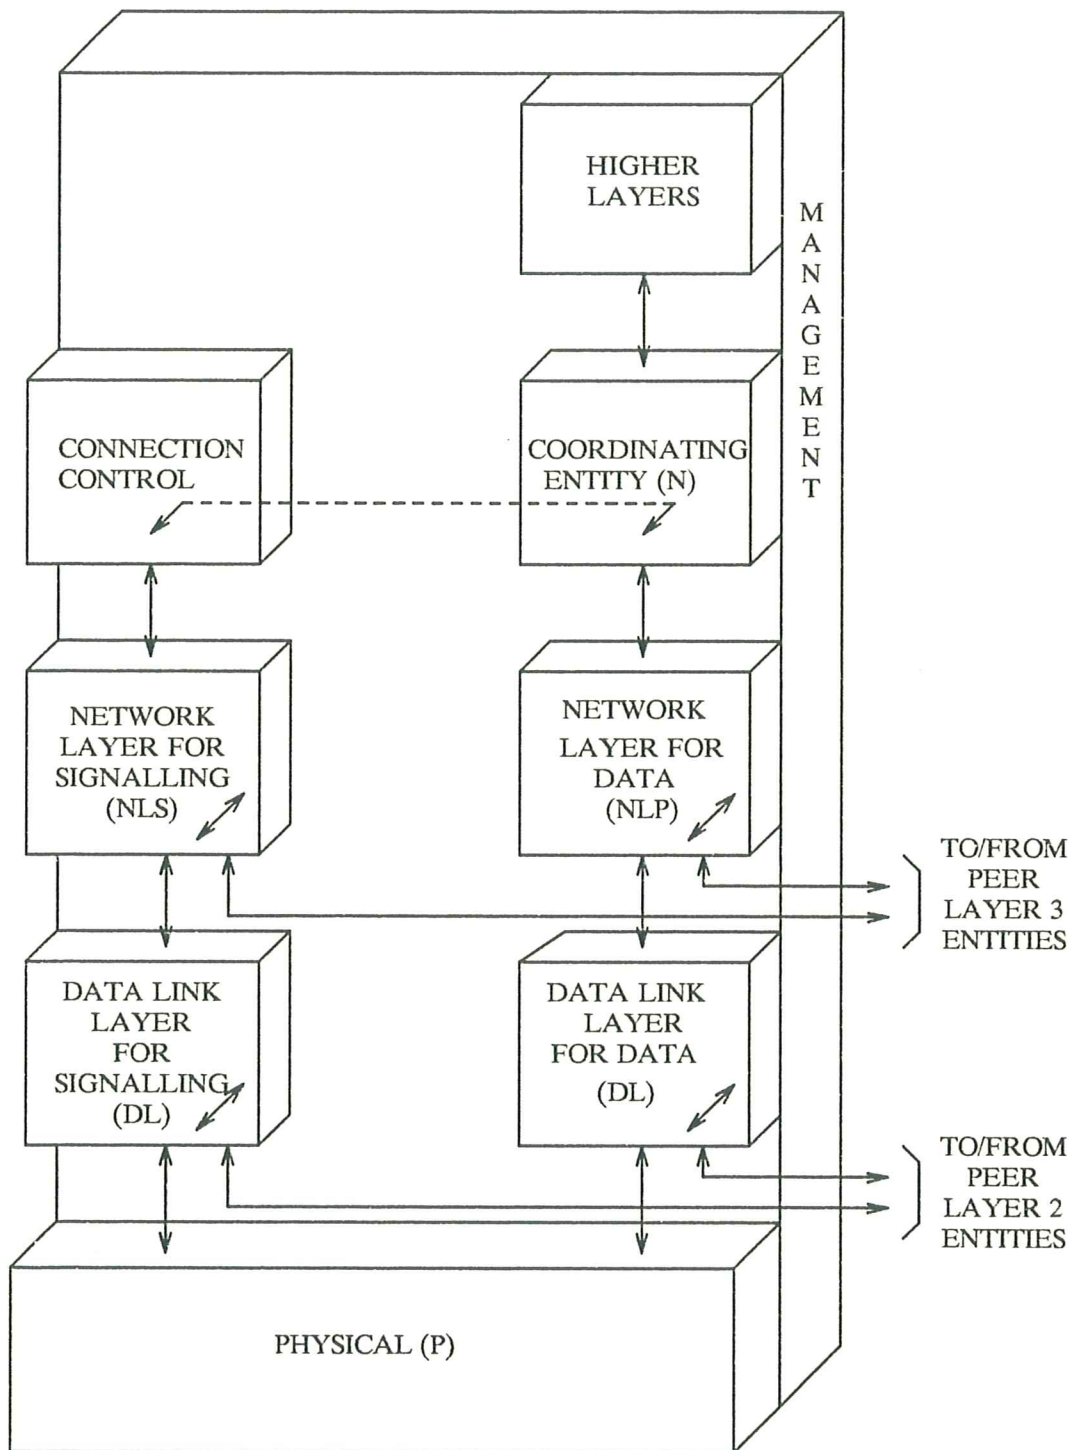 HIGHER
LAYERS
MANAGEMENT
CONNECTION
CONTROL
COORDINATING
ENTITY (N)
NETWORK
LAYER FOR
SIGNALLING
(NLS)
NETWORK
LAYER FOR
DATA
(NLP)
TO/FROM
PEER
LAYER 3
ENTITIES
DATA LINK
LAYER
FOR
SIGNALLING
(DL)
DATA LINK
LAYER
FOR DATA
(DL)
TO/FROM
PEER
LAYER 2
ENTITIES
PHYSICAL (P)